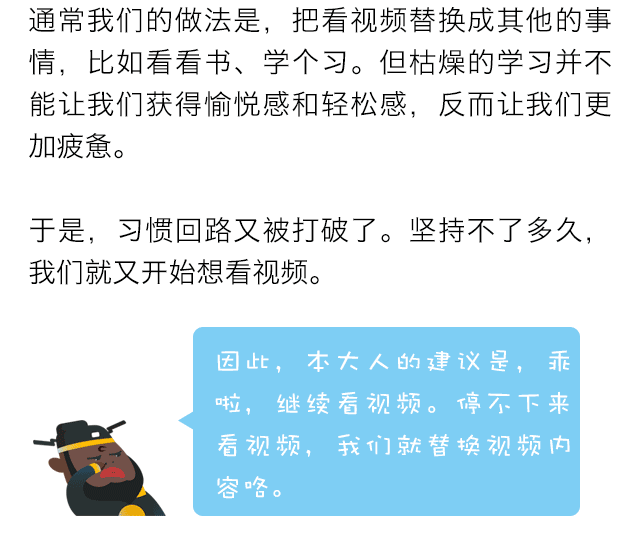 通常我们的做法是，把看视频替换成其他的事
情，比如看看书、学个习。但枯燥的学习并不
能让我们获得愉悦感和轻松感，反而让我们更
加疲惫。
于是，习惯回路又被打破了。坚持不了多久，
我们就又开始想看视频。
因此，本大人的建议是，乖
啦，继续看视频。停不下来
看视频，我们就替换视频内
容咯。